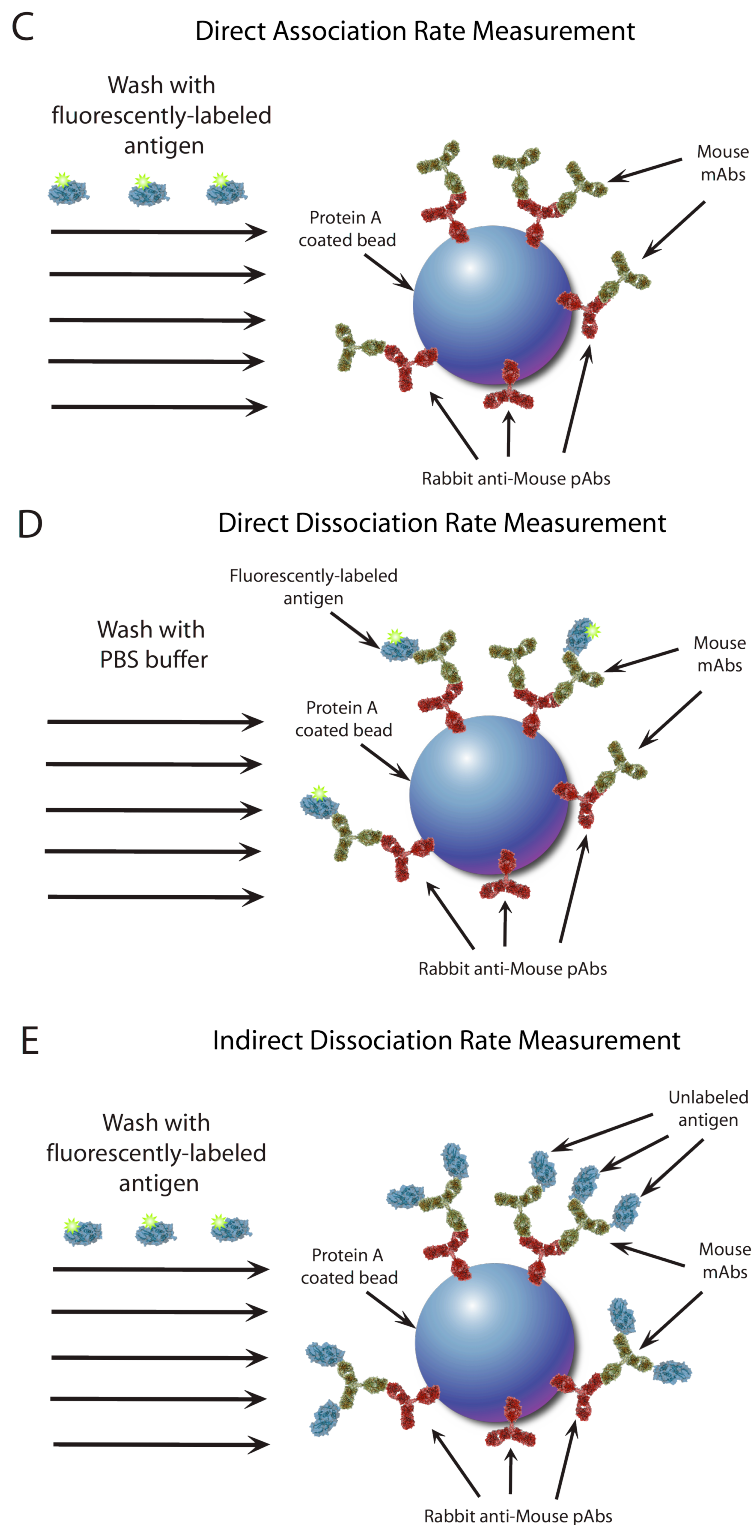 C
Direct Association Rate Measurement
Wash with
fluorescently-labeled
antigen
Mouse
mAbs
Protein A
coated bead
Rabbit anti-Mouse pAbs
D
Direct Dissociation Rate Measurement
Fluorescently-labeled
antigen
Wash with
PBS buffer
Mouse
mAbs
Protein A
coated bead
Rabbit anti-Mouse pAbs
E
Indirect Dissociation Rate Measurement
Unlabeled
antigen
Wash with
fluorescently-labeled
antigen
Mouse
mAbs
Protein A
coated bead
Rabbit anti-Mouse pAbs